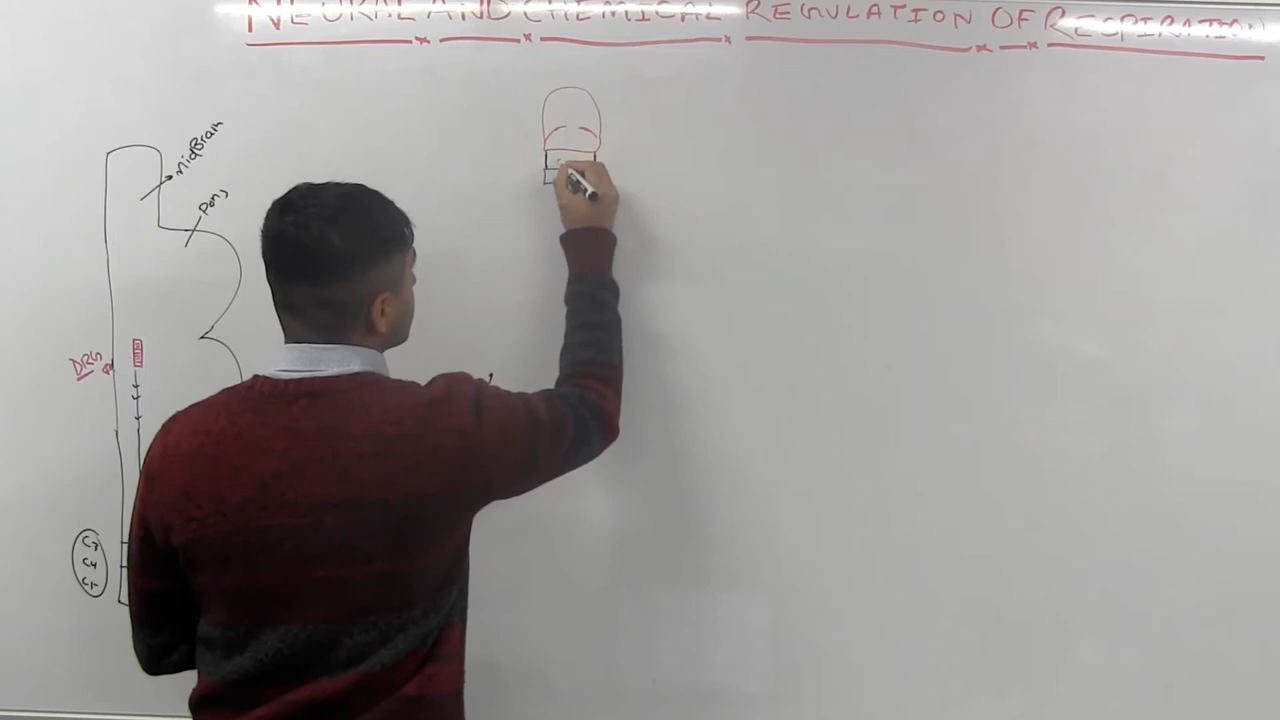 NEURAL AND CHEMICAL REGULATION OF RESPIRATION
MidBrain
Pons
DRG
C3
C4
C5